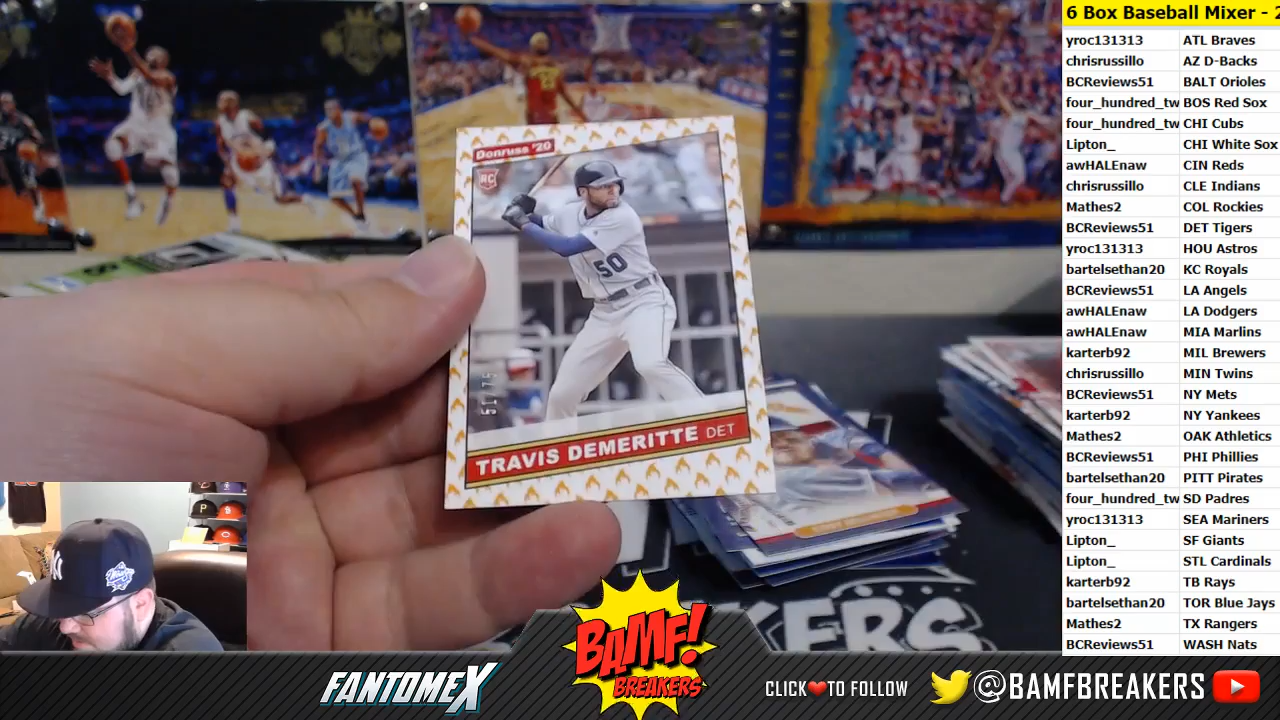 6 Box Baseball Mixer - 2
yroc131313 ATL Braves
chrisrussillo AZ D-Backs
BCReviews51 BALT Orioles
four_hundred_tw BOS Red Sox
four_hundred_tw CHI Cubs
Lipton_ CHI White Sox
awHALEnaw CIN Reds
chrisrussillo CLE Indians
Mathes2 COL Rockies
BCReviews51 DET Tigers
yroc131313 HOU Astros
bartelsethan20 KC Royals
BCReviews51 LA Angels
awHALEnaw LA Dodgers
awHALEnaw MIA Marlins
karterb92 MIL Brewers
chrisrussillo MIN Twins
BCReviews51 NY Mets
karterb92 NY Yankees
Mathes2 OAK Athletics
BCReviews51 PHI Phillies
bartelsethan20 PITT Pirates
four_hundred_tw SD Padres
yroc131313 SEA Mariners
Lipton_ SF Giants
Lipton_ STL Cardinals
karterb92 TB Rays
bartelsethan20 TOR Blue Jays
Mathes2 TX Rangers
BCReviews51 WASH Nats
Donruss '20
RC
50
51/75
TRAVIS DEMERITTE DET
KERS
FANTOMEX
BAMF!
BREAKERS
CLICK❤TO FOLLOW
@BAMFBREAKERS